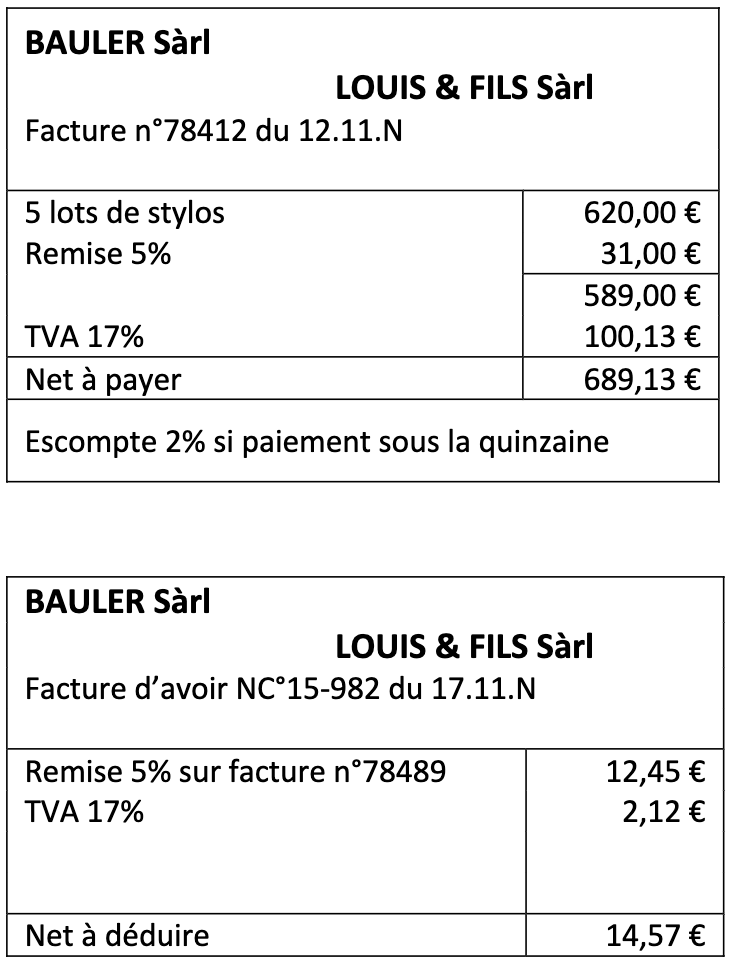 BAULER Sàrl
LOUIS & FILS Sàrl
Facture n°78412 du 12.11.N
5 lots de stylos 620,00 €
Remise 5% 31,00 €
589,00 €
TVA 17% 100,13 €
Net à payer 689,13 €
Escompte 2% si paiement sous la quinzaine
BAULER Sàrl
LOUIS & FILS Sàrl
Facture d’avoir NC°15-982 du 17.11.N
Remise 5% sur facture n°78489 12,45 €
TVA 17% 2,12 €
Net à déduire 14,57 €